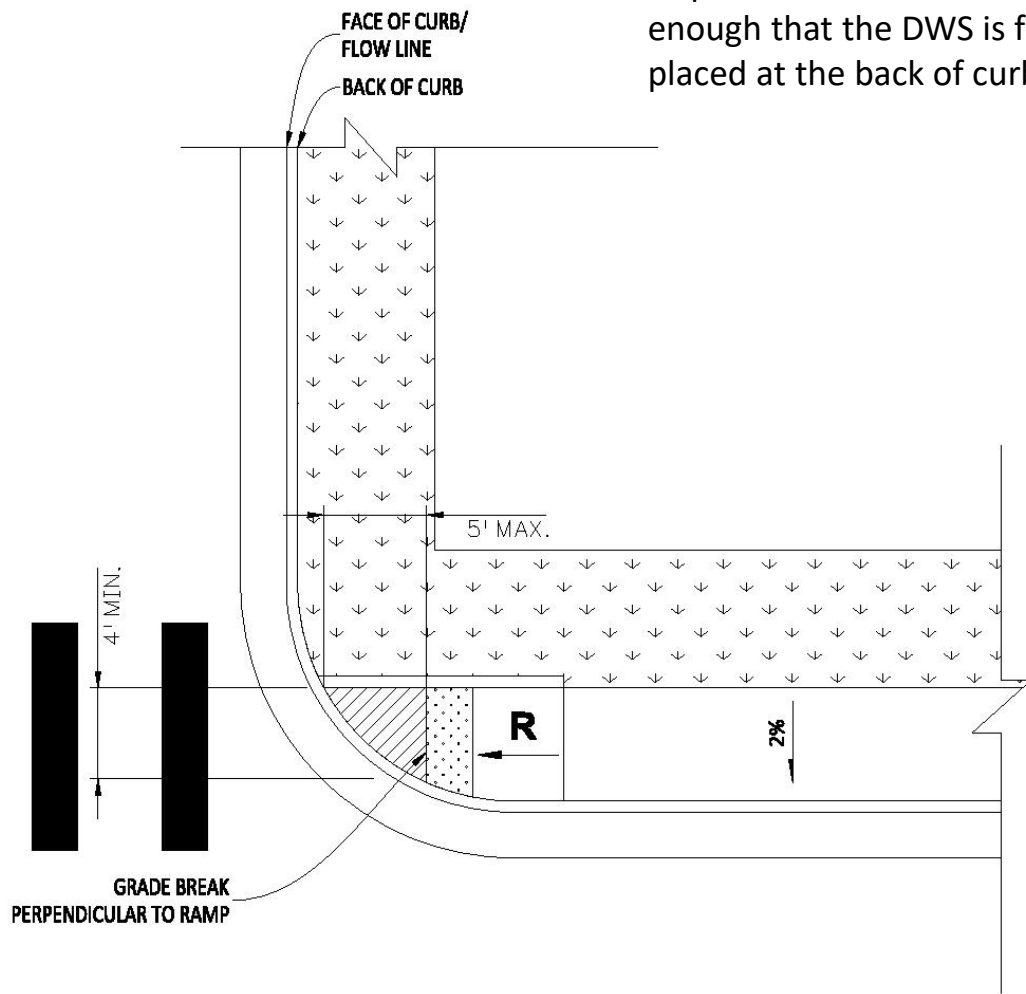 enough that the DWS is
placed at the back of
FACE OF CURB/
FLOW LINE
BACK OF CURB
5' MAX.
4' MIN.
R
2%
GRADE BREAK
PERPENDICULAR TO RAMP